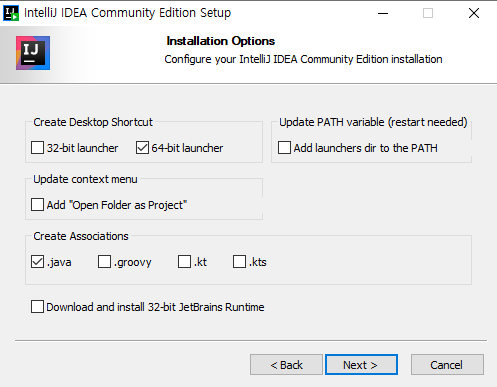 IntelliJ IDEA Community Edition Setup
IJ
Installation Options
Configure your IntelliJ IDEA Community Edition installation
Create Desktop Shortcut
32-bit launcher
64-bit launcher
Update PATH variable (restart needed)
Add launchers dir to the PATH
Update context menu
Add "Open Folder as Project"
Create Associations
.java
.groovy
.kt
.kts
Download and install 32-bit JetBrains Runtime
< Back
Next >
Cancel